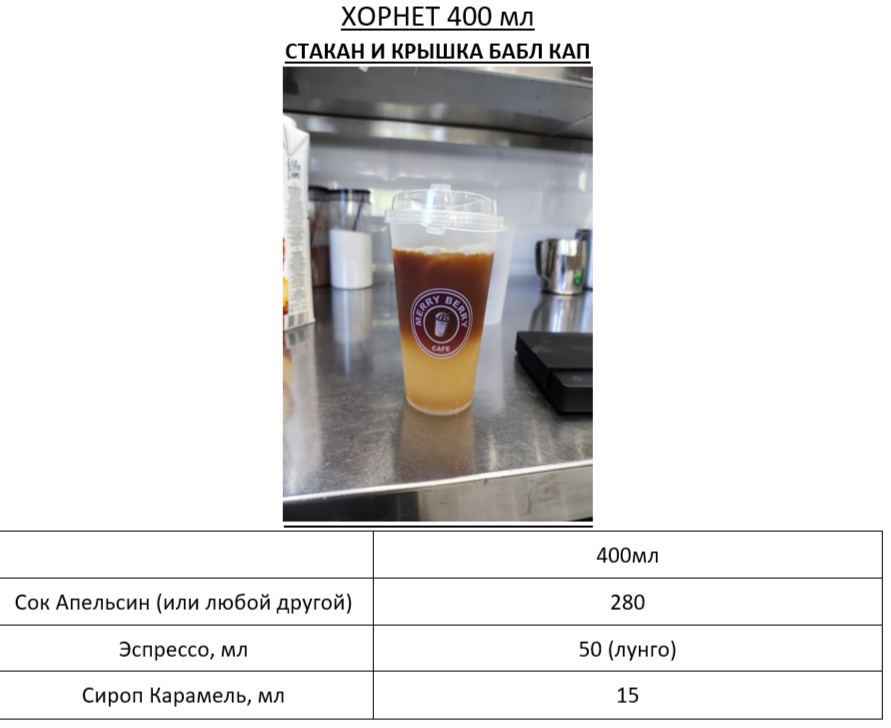 ХОРНЕТ 400 мл
СТАКАН И КРЫШКА БАБЛ КАП
MERRY BERRY
CAFE
400мл
Сок Апельсин (или любой другой) 280
Эспрессо, мл 50 (лунго)
Сироп Карамель, мл 15